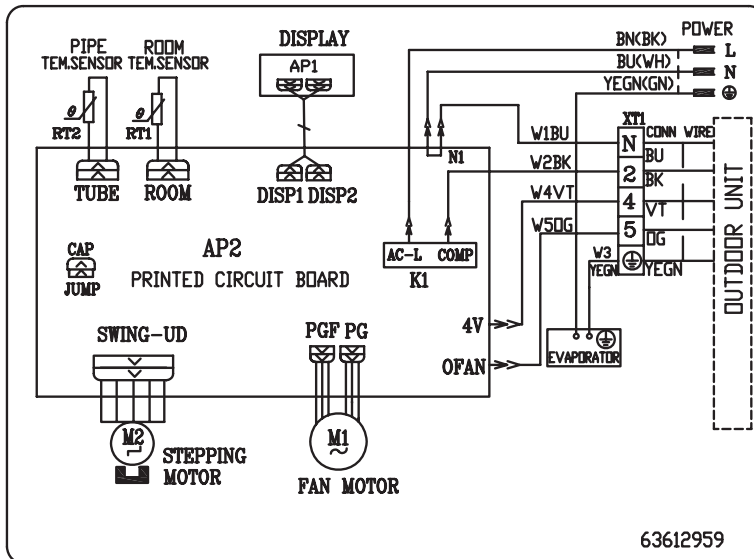 PIPE
TEM.SENSOR
ROOM
TEM.SENSOR
DISPLAY
AP1
POWER
BN(BK)
L
BU(WH)
N
YEGN(GN)
θ
RT2
θ
RT1
XT1
N1
W1BU
N
CONN WIRE
BU
W2BK
2
BK
W4VT
4
VT
W5OG
5
OG
W3
YEGN
YEGN
OUTDOOR UNIT
TUBE
ROOM
DISP1 DISP2
CAP
JUMP
AP2
PRINTED CIRCUIT BOARD
AC-L COMP
K1
4V
OFAN
EVAPORATOR
SWING-UD
PGF PG
M2
STEPPING
MOTOR
M1
~
FAN MOTOR
63612959